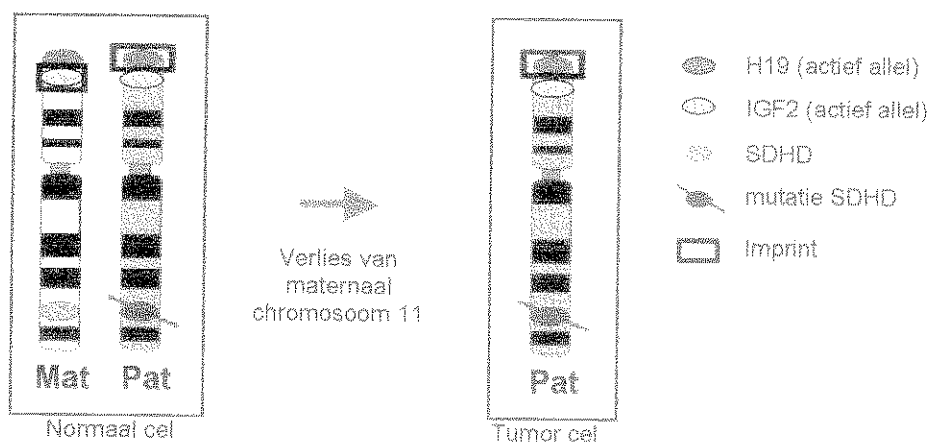 Mat
Pat
Normaal cel
Verlies van
maternaal
chromosoom 11
Pat
Tumor cel
H19 (actief allel)
IGF2 (actief allel)
SDHD
mutatie SDHD
Imprint